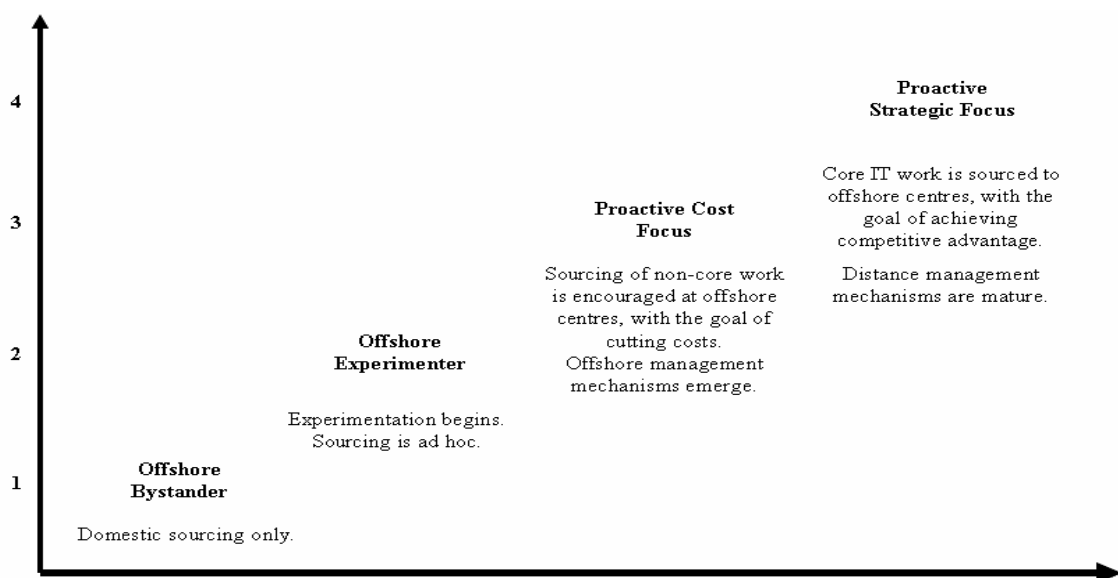 4
Proactive
Strategic Focus
Core IT work is sourced to
offshore centres, with the
goal of achieving
competitive advantage.
Distance management
mechanisms are mature.
3
Proactive Cost
Focus
Sourcing of non-core work
is encouraged at offshore
centres, with the goal of
cutting costs.
Offshore management
mechanisms emerge.
2
Offshore
Experimenter
Experimentation begins.
Sourcing is ad hoc.
1
Offshore
Bystander
Domestic sourcing only.